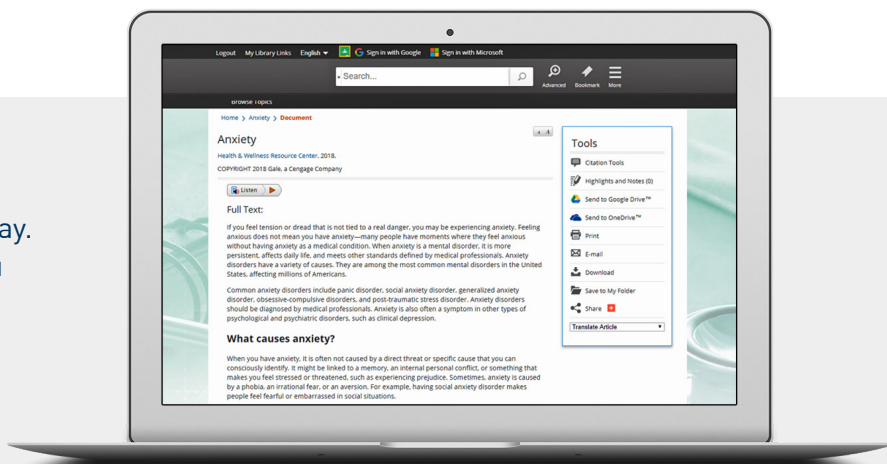 ay.
Logout My Library Links English Sign in with Google Sign in with Microsoft
Search...
Advanced Bookmark More
Browse Topics
Home > Anxiety > Document
Anxiety
Health & Wellness Resource Center, 2018.
COPYRIGHT 2018 Gale, a Cengage Company
Listen
Full Text:
If you feel tension or dread that is not tied to a real danger, you may be experiencing anxiety. Feeling
anxious does not mean you have anxiety—many people have moments where they feel anxious
without having anxiety as a medical condition. When anxiety is a mental disorder, it is more
persistent, affects daily life, and meets other standards defined by medical professionals. Anxiety
disorders have a variety of causes. They are among the most common mental disorders in the United
States, affecting millions of Americans.
Common anxiety disorders include panic disorder, social anxiety disorder, generalized anxiety
disorder, obsessive-compulsive disorders, and post-traumatic stress disorder. Anxiety disorders
should be diagnosed by medical professionals. Anxiety is also often a symptom in other types of
psychological and psychiatric disorders, such as clinical depression.
What causes anxiety?
When you have anxiety, it is often not caused by a direct threat or specific cause that you can
consciously identify. It might be linked to a memory, an internal personal conflict, or something that
makes you feel stressed or threatened, such as experiencing prejudice. Sometimes, anxiety is caused
by a phobia, an irrational fear, or an aversion. For example, having social anxiety disorder makes
people feel fearful or embarrassed in social situations.
Tools
Citation Tools
Highlights and Notes (0)
Send to Google Drive™
Send to OneDrive™
Print
E-mail
Download
Save to My Folder
Share
Translate Article